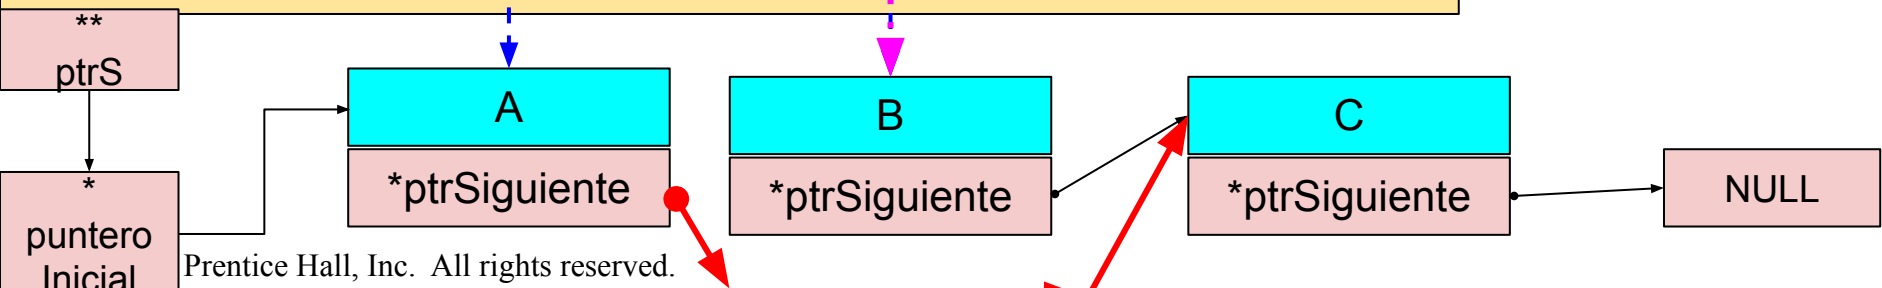 **
ptrS
*
puntero
Inicial
A
*ptrSiguiente
B
*ptrSiguiente
C
*ptrSiguiente
NULL
Prentice Hall, Inc.  All rights reserved.